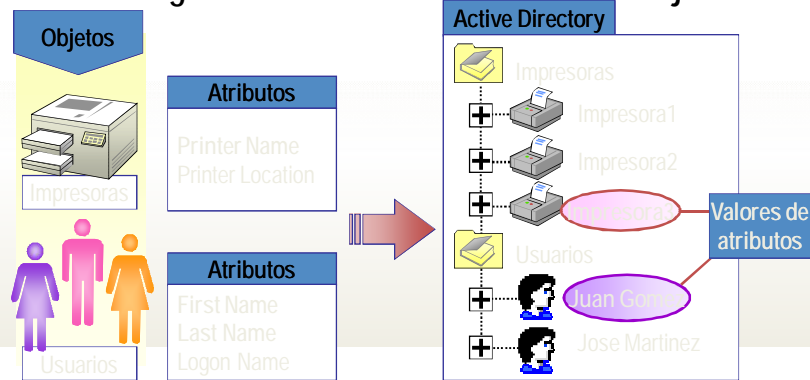 Objetos
Impresoras
Usuarios
Atributos
Printer Name
Printer Location
Atributos
First Name
Last Name
Logon Name
Active Directory
Impresoras
Impresora1
Impresora2
Impresora3
Usuarios
Juan Gomez
Jose Martinez
Valores de
atributos